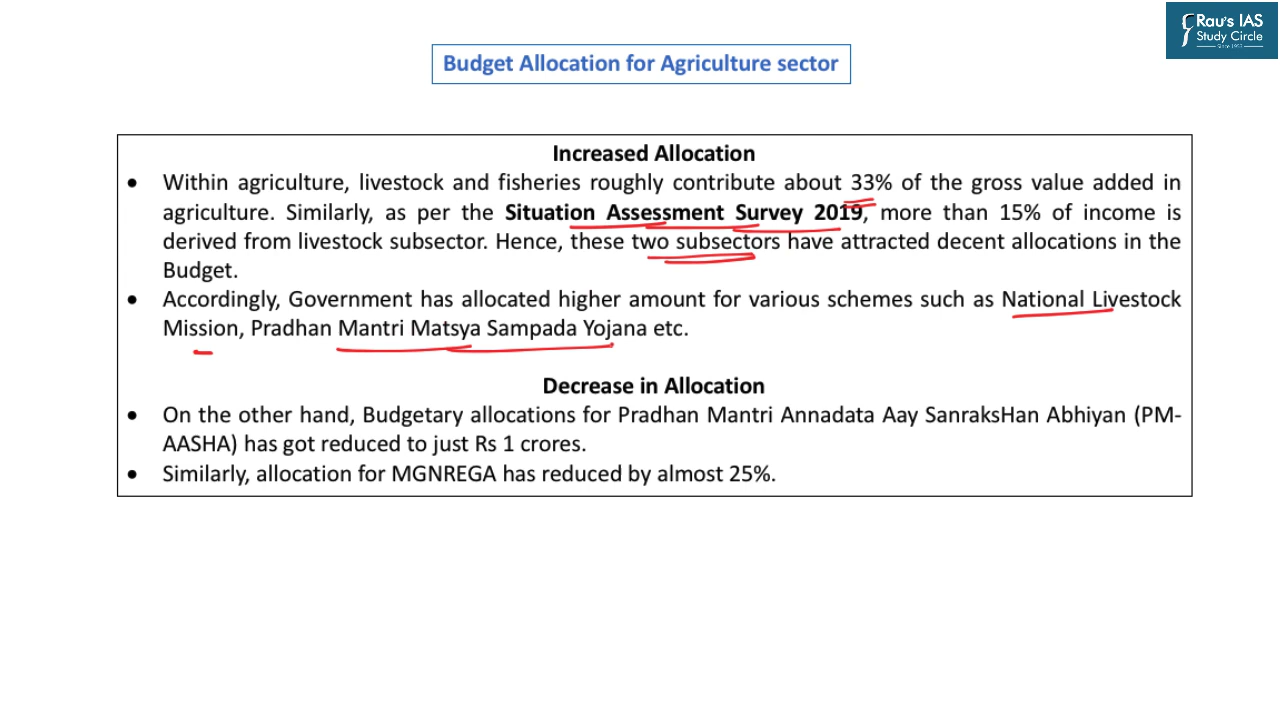 Rau's IAS
Study Circle
Since 1953
Budget Allocation for Agriculture sector
Increased Allocation
• Within agriculture, livestock and fisheries roughly contribute about 33% of the gross value added in
agriculture. Similarly, as per the Situation Assessment Survey 2019, more than 15% of income is
derived from livestock subsector. Hence, these two subsectors have attracted decent allocations in the
Budget.
• Accordingly, Government has allocated higher amount for various schemes such as National Livestock
Mission, Pradhan Mantri Matsya Sampada Yojana etc.
Decrease in Allocation
• On the other hand, Budgetary allocations for Pradhan Mantri Annadata Aay SanraksHan Abhiyan (PM-
AASHA) has got reduced to just Rs 1 crores.
• Similarly, allocation for MGNREGA has reduced by almost 25%.